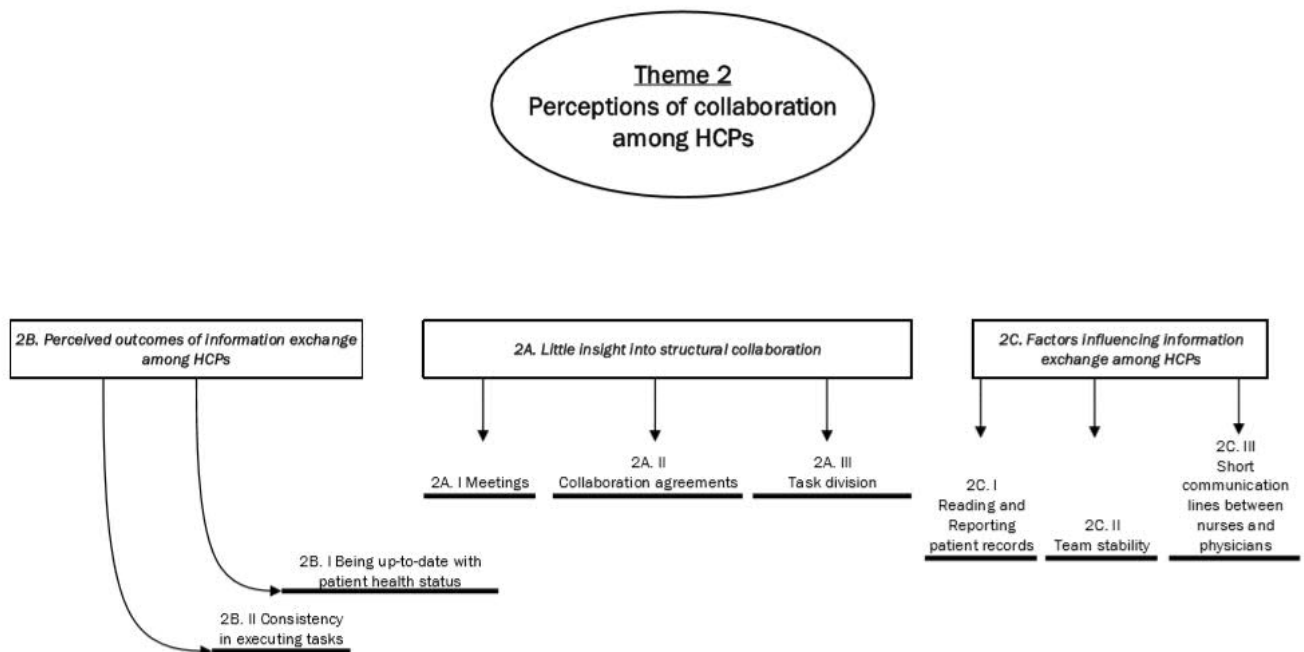 Theme 2
Perceptions of collaboration
among HCPs
2B. Perceived outcomes of information exchange
among HCPs
2A. Little insight into structural collaboration
2C. Factors influencing information
exchange among HCPs
2A. I Meetings
2A. II
Collaboration agreements
2A. III
Task division
2C. I
Reading and
Reporting
patient records
2C. II
Team stability
2C. III
Short
communication
lines between
nurses and
physicians
2B. I Being up-to-date with
patient health status
2B. II Consistency
in executing tasks